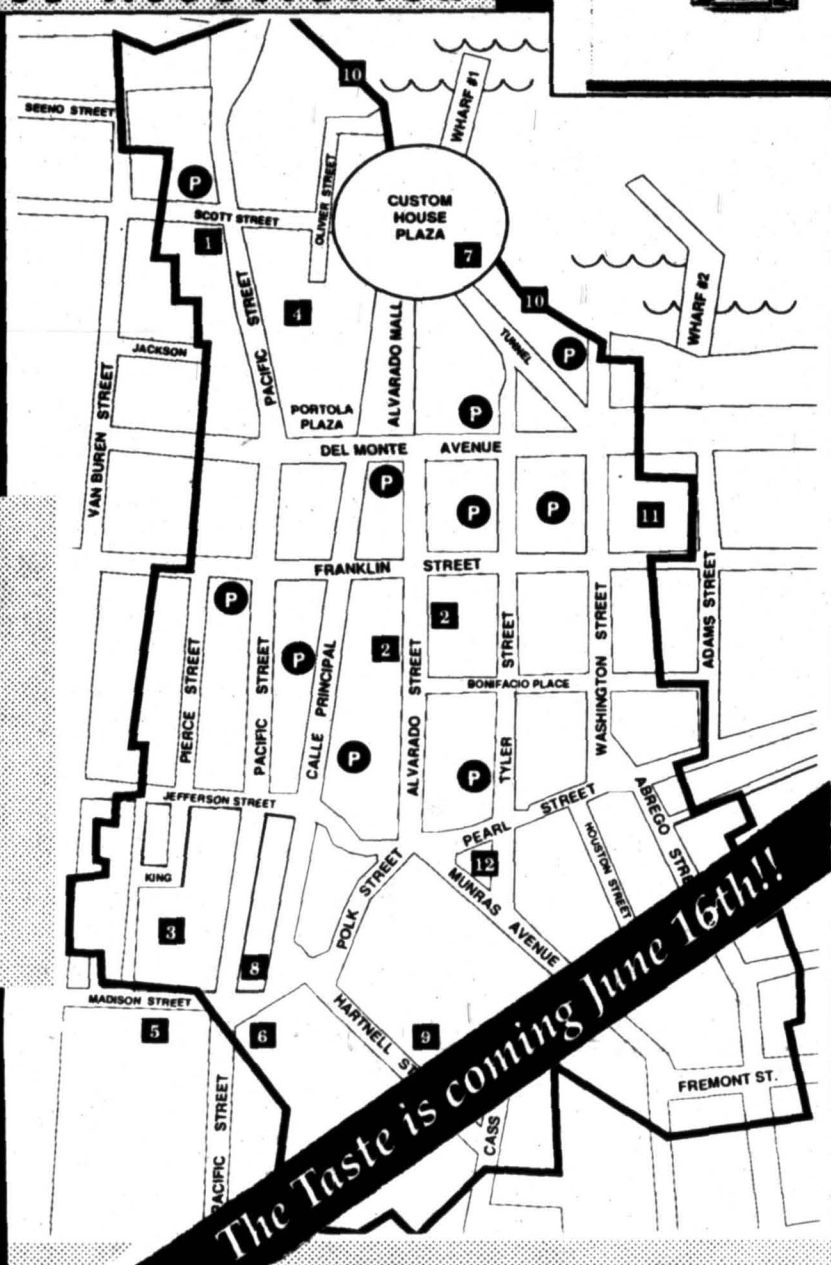 10
WHARF #1
SEENO STREET
P
OLIVIER STREET
CUSTOM
HOUSE
PLAZA
SCOTT STREET
1
7
10
WHARF #2
PACIFIC STREET
4
ALVARADO MALL
TUNNEL
P
JACKSON
VAN BUREN STREET
PORTOLA
PLAZA
P
DEL MONTE AVENUE
P
P
P
11
FRANKLIN STREET
P
2
2
P
PIERCE STREET
PACIFIC STREET
CALLE PRINCIPAL
ALVARADO STREET
TYLER STREET
WASHINGTON STREET
ADAMS STREET
BONIFACIO PLACE
P
P
JEFFERSON STREET
PEARL STREET
HOUSTON STREET
ABREGO STRE
KING
POLK STREET
12
MUNRAS AVENUE
3
8
MADISON STREET
5
6
HARTNELL ST
9
PACIFIC STREET
CASS
FREMONT ST.
The Taste is coming June 16th!!